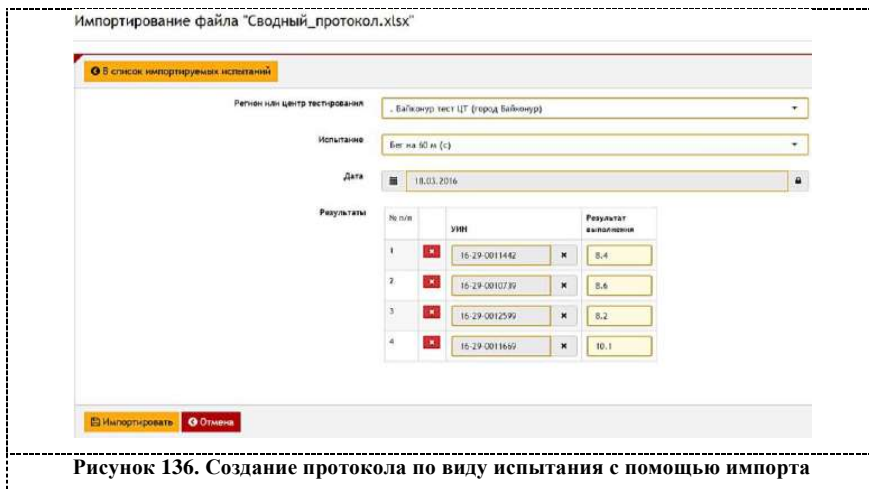 Импортирование файла "Сводный_протокол.xlsx"
В список импортируемых испытаний
Регион или центр тестирования
. Байконур тест ЦТ (город Байконур)
Испытание
Бег на 60 м (с)
Дата
18.03.2016
Результаты
№ п/п УИН Результат выполнения
1 16-29-0011442 8.4
2 16-29-0010739 8.6
3 16-29-0012599 8.2
4 16-29-0011669 10.1
Импортировать Отмена
Рисунок 136. Создание протокола по виду испытания с помощью импорта